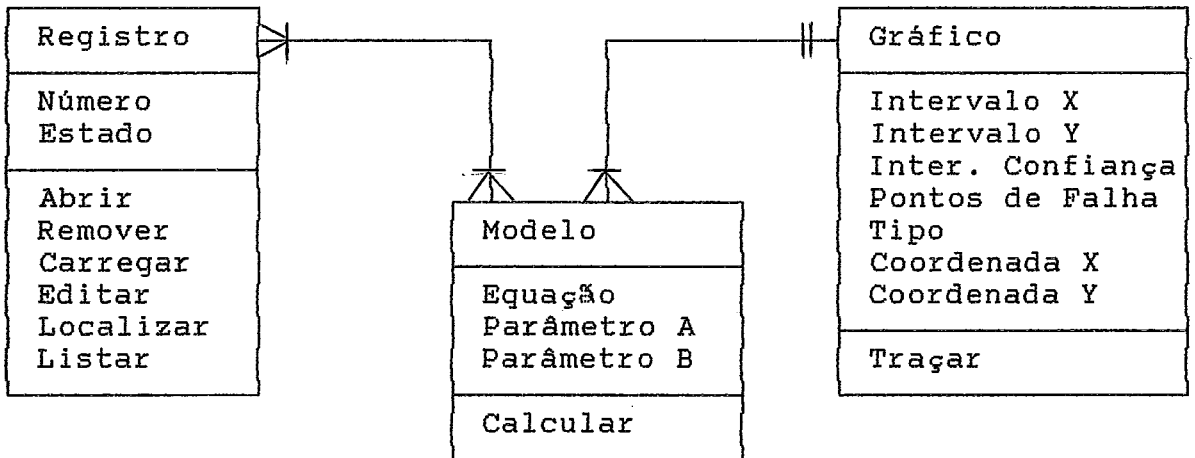 Registro
Número
Estado
Abrir
Remover
Carregar
Editar
Localizar
Listar
Modelo
Equação
Parâmetro A
Parâmetro B
Calcular
Gráfico
Intervalo X
Intervalo Y
Inter. Confiança
Pontos de Falha
Tipo
Coordenada X
Coordenada Y
Traçar